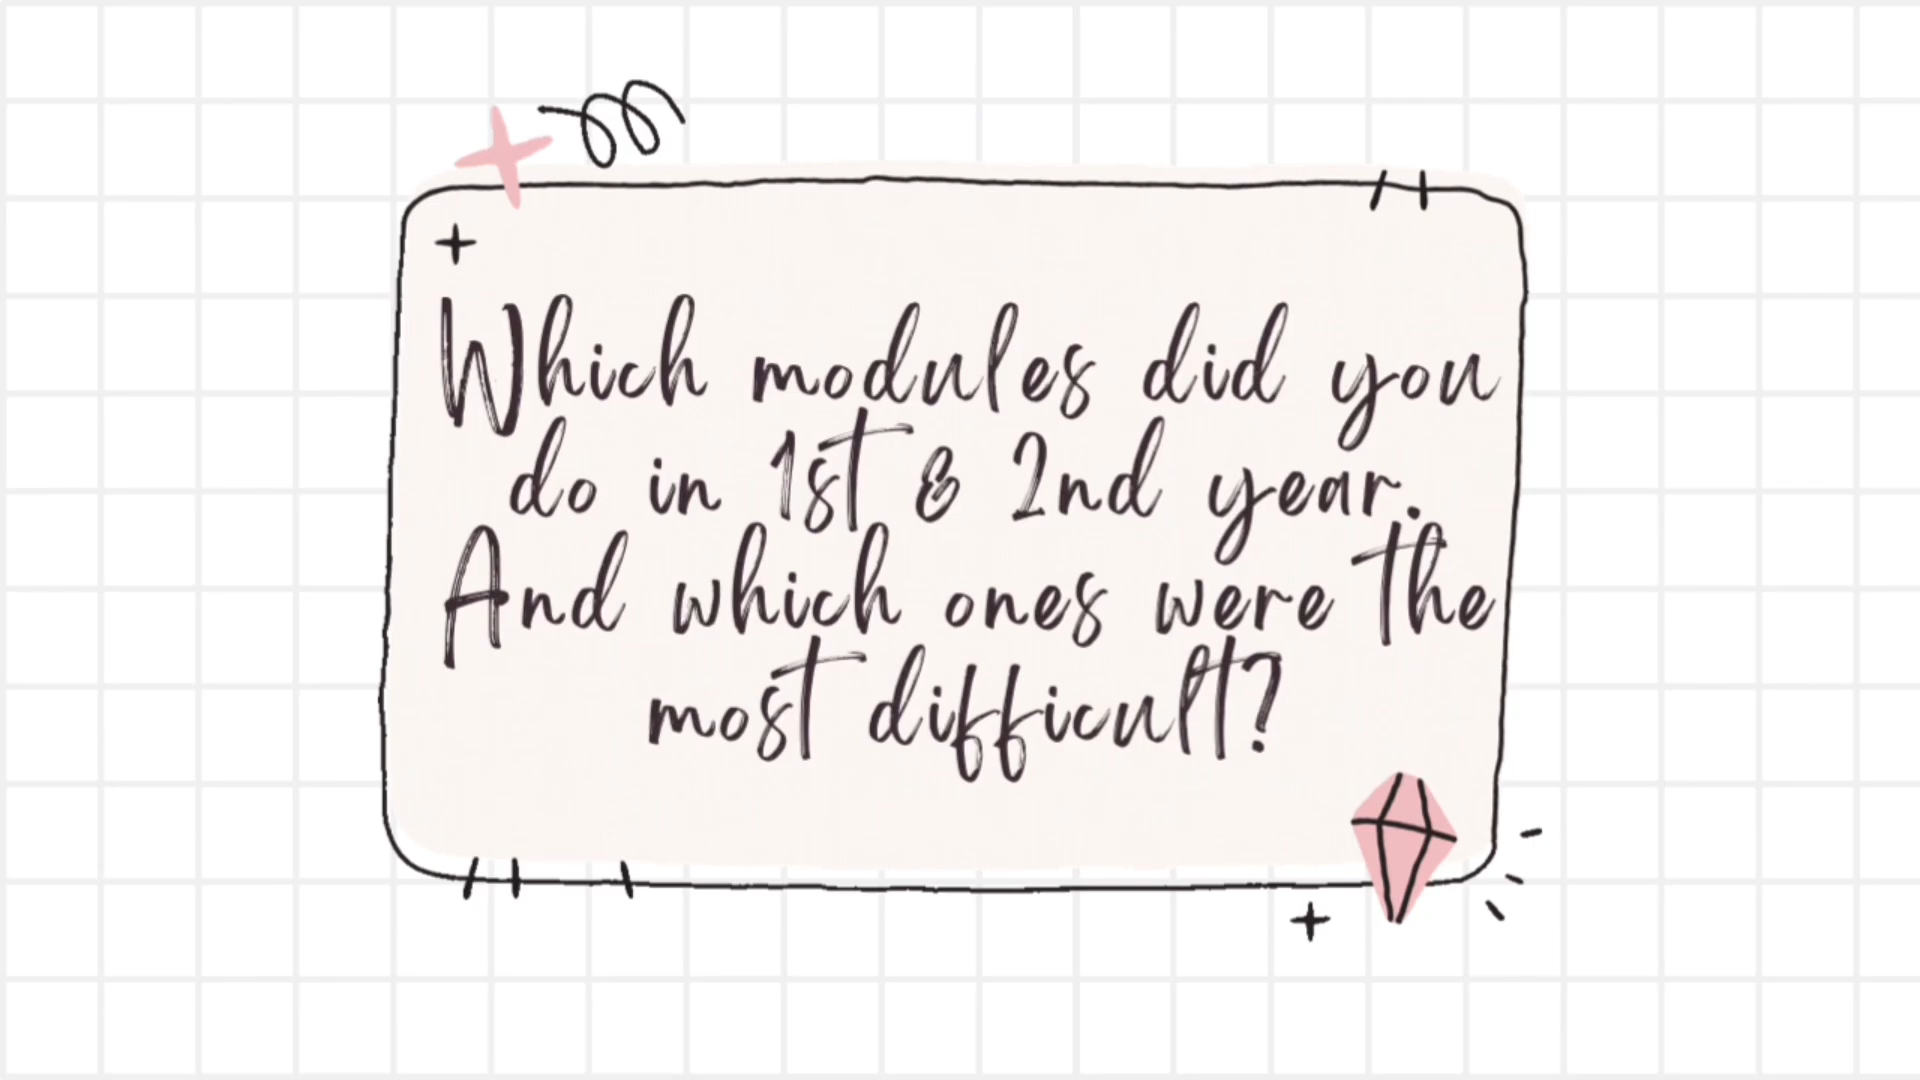 Which modules did you
do in 1st & 2nd year.
And which ones were the
most difficult?